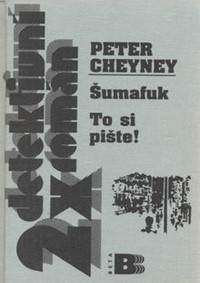 PETER
CHEYNEY
Šumafuk
To si
pište!
2x detektivní
román
BETA
B